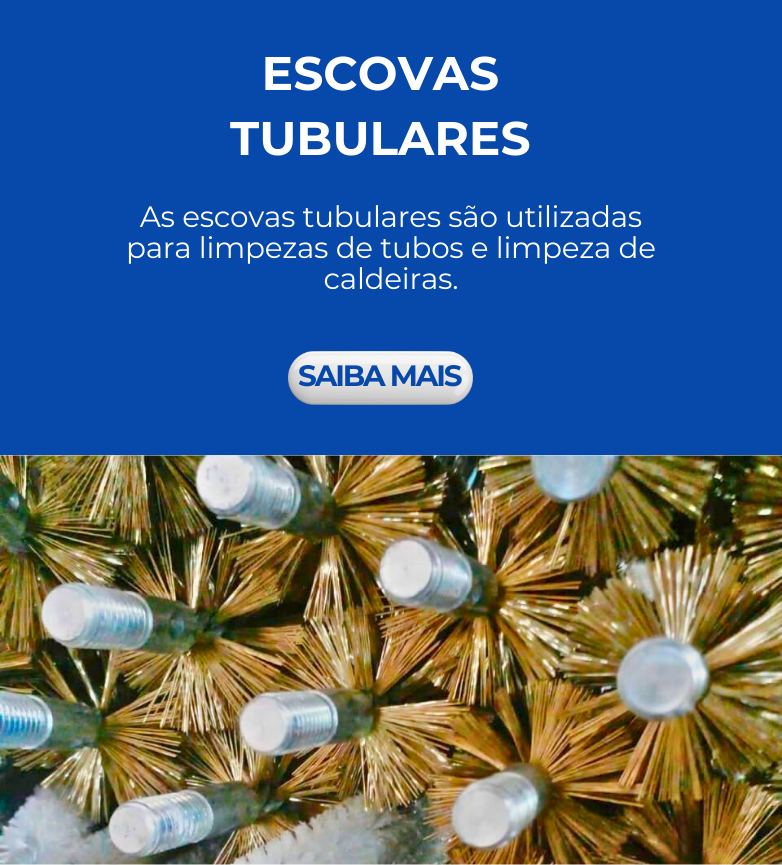 ESCOVAS
TUBULARES
As escovas tubulares são utilizadas
para limpezas de tubos e limpeza de
caldeiras.
SAIBA MAIS